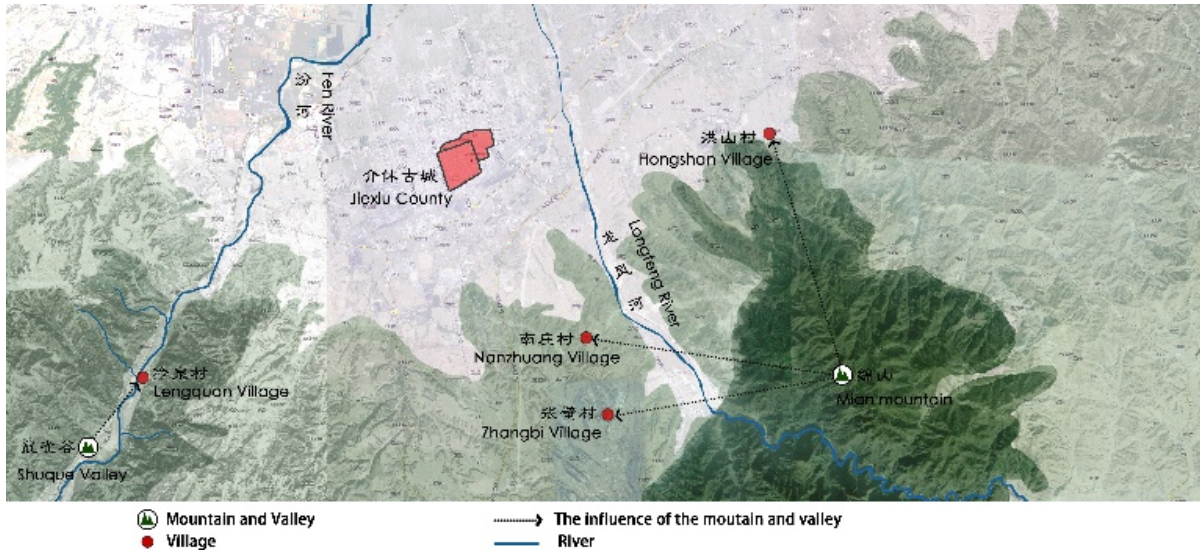 汾河
Fen River
洪山村
Hongshan Village
介休古城
Jiexiu County
龙凤河
Longfeng River
南庄村
Nanzhuang Village
冷泉村
Lengquan Village
绵山
Mian mountain
张壁村
Zhangbi Village
雀谷
Shuque Valley
Mountain and Valley
The influence of the moutain and valley
Village
River